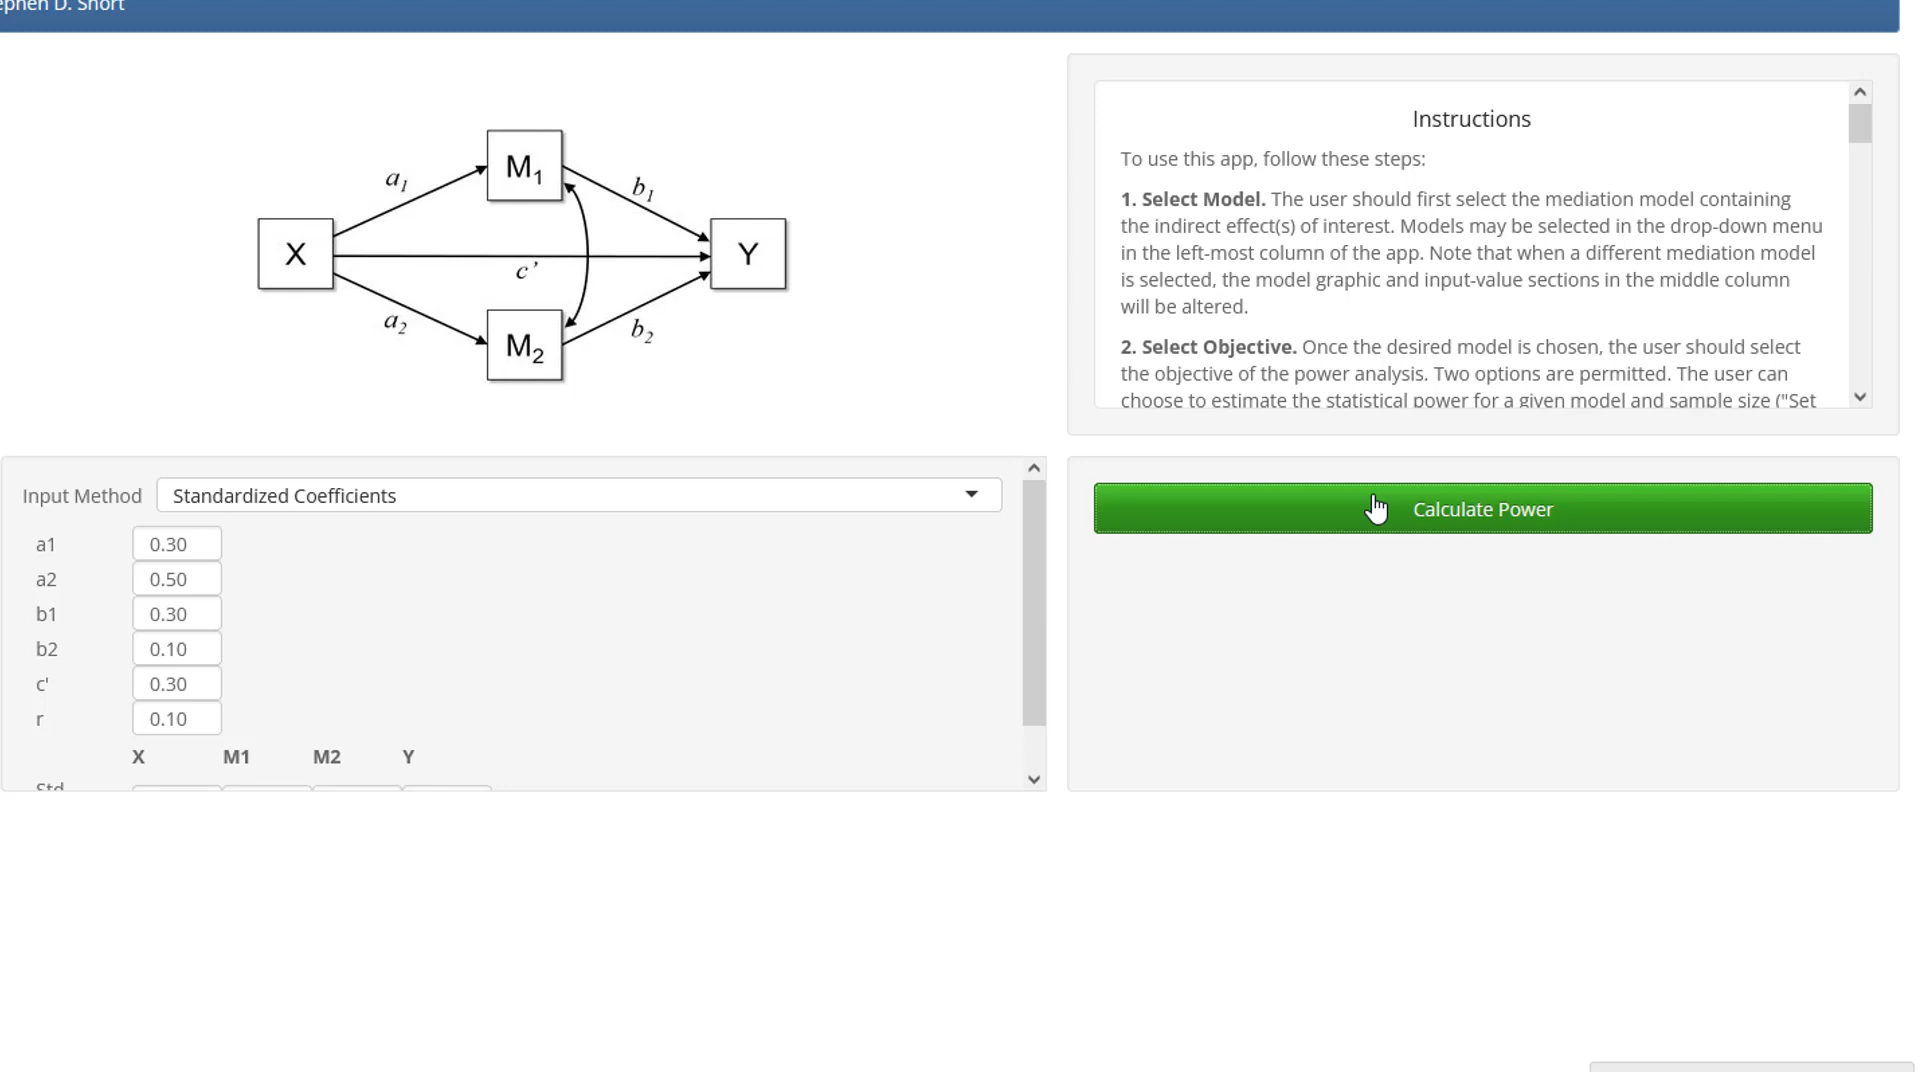 ephen D. Short
M1
a1
b1
X
Y
c’
a2
b2
M2
Instructions
To use this app, follow these steps:
1. Select Model. The user should first select the mediation model containing
the indirect effect(s) of interest. Models may be selected in the drop-down menu
in the left-most column of the app. Note that when a different mediation model
is selected, the model graphic and input-value sections in the middle column
will be altered.
2. Select Objective. Once the desired model is chosen, the user should select
the objective of the power analysis. Two options are permitted. The user can
choose to estimate the statistical power for a given model and sample size ("Set
Input Method Standardized Coefficients
a1 0.30
a2 0.50
b1 0.30
b2 0.10
c' 0.30
r 0.10
X M1 M2 Y
Std
Calculate Power